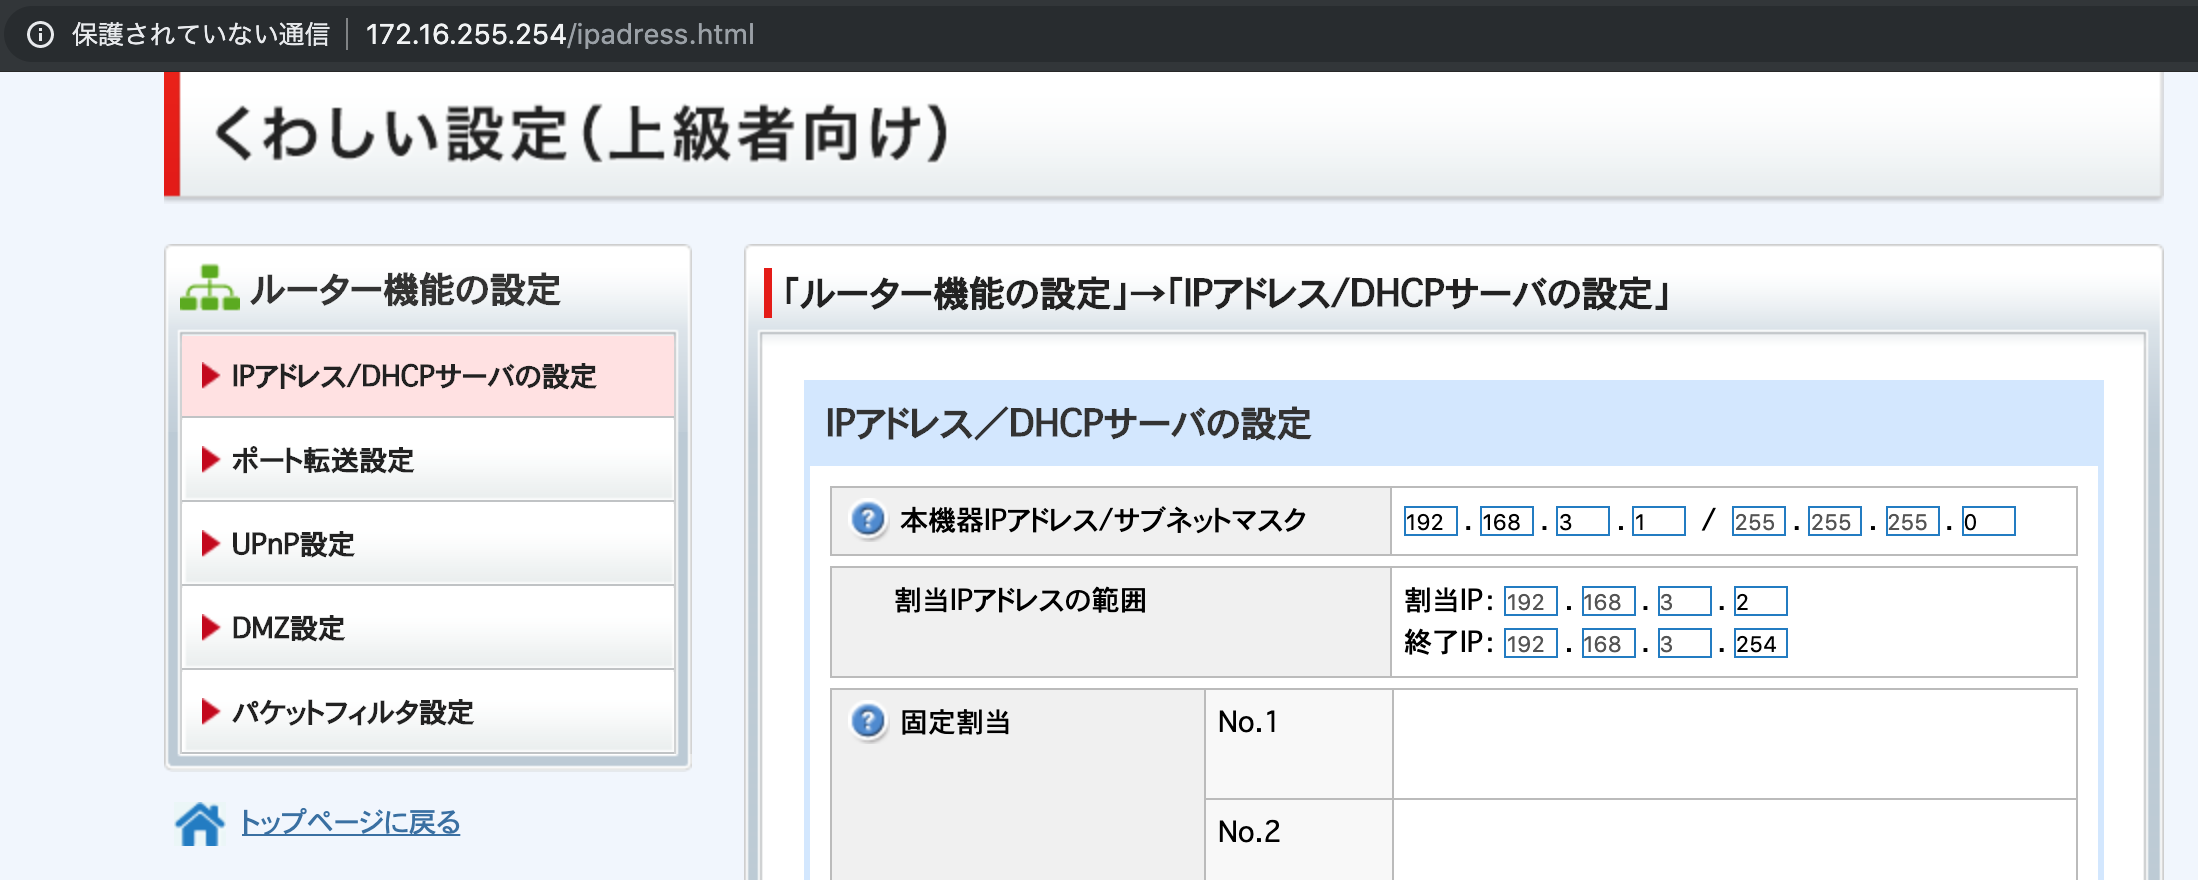 保護されていない通信 | 172.16.255.254/ipadress.html
くわしい設定(上級者向け)
ルーター機能の設定
IPアドレス/DHCPサーバの設定
ポート転送設定
UPnP設定
DMZ設定
パケットフィルタ設定
トップページに戻る
「ルーター機能の設定」→「IPアドレス/DHCPサーバの設定」
IPアドレス／DHCPサーバの設定
本機器IPアドレス/サブネットマスク 192 . 168 . 3 . 1 / 255 . 255 . 255 . 0
割当IPアドレスの範囲 割当IP: 192 . 168 . 3 . 2
終了IP: 192 . 168 . 3 . 254
固定割当 No.1
No.2